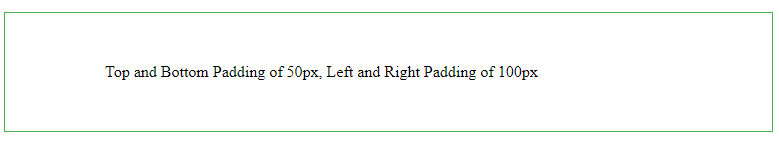 Top and Bottom Padding of 50px, Left and Right Padding of 100px